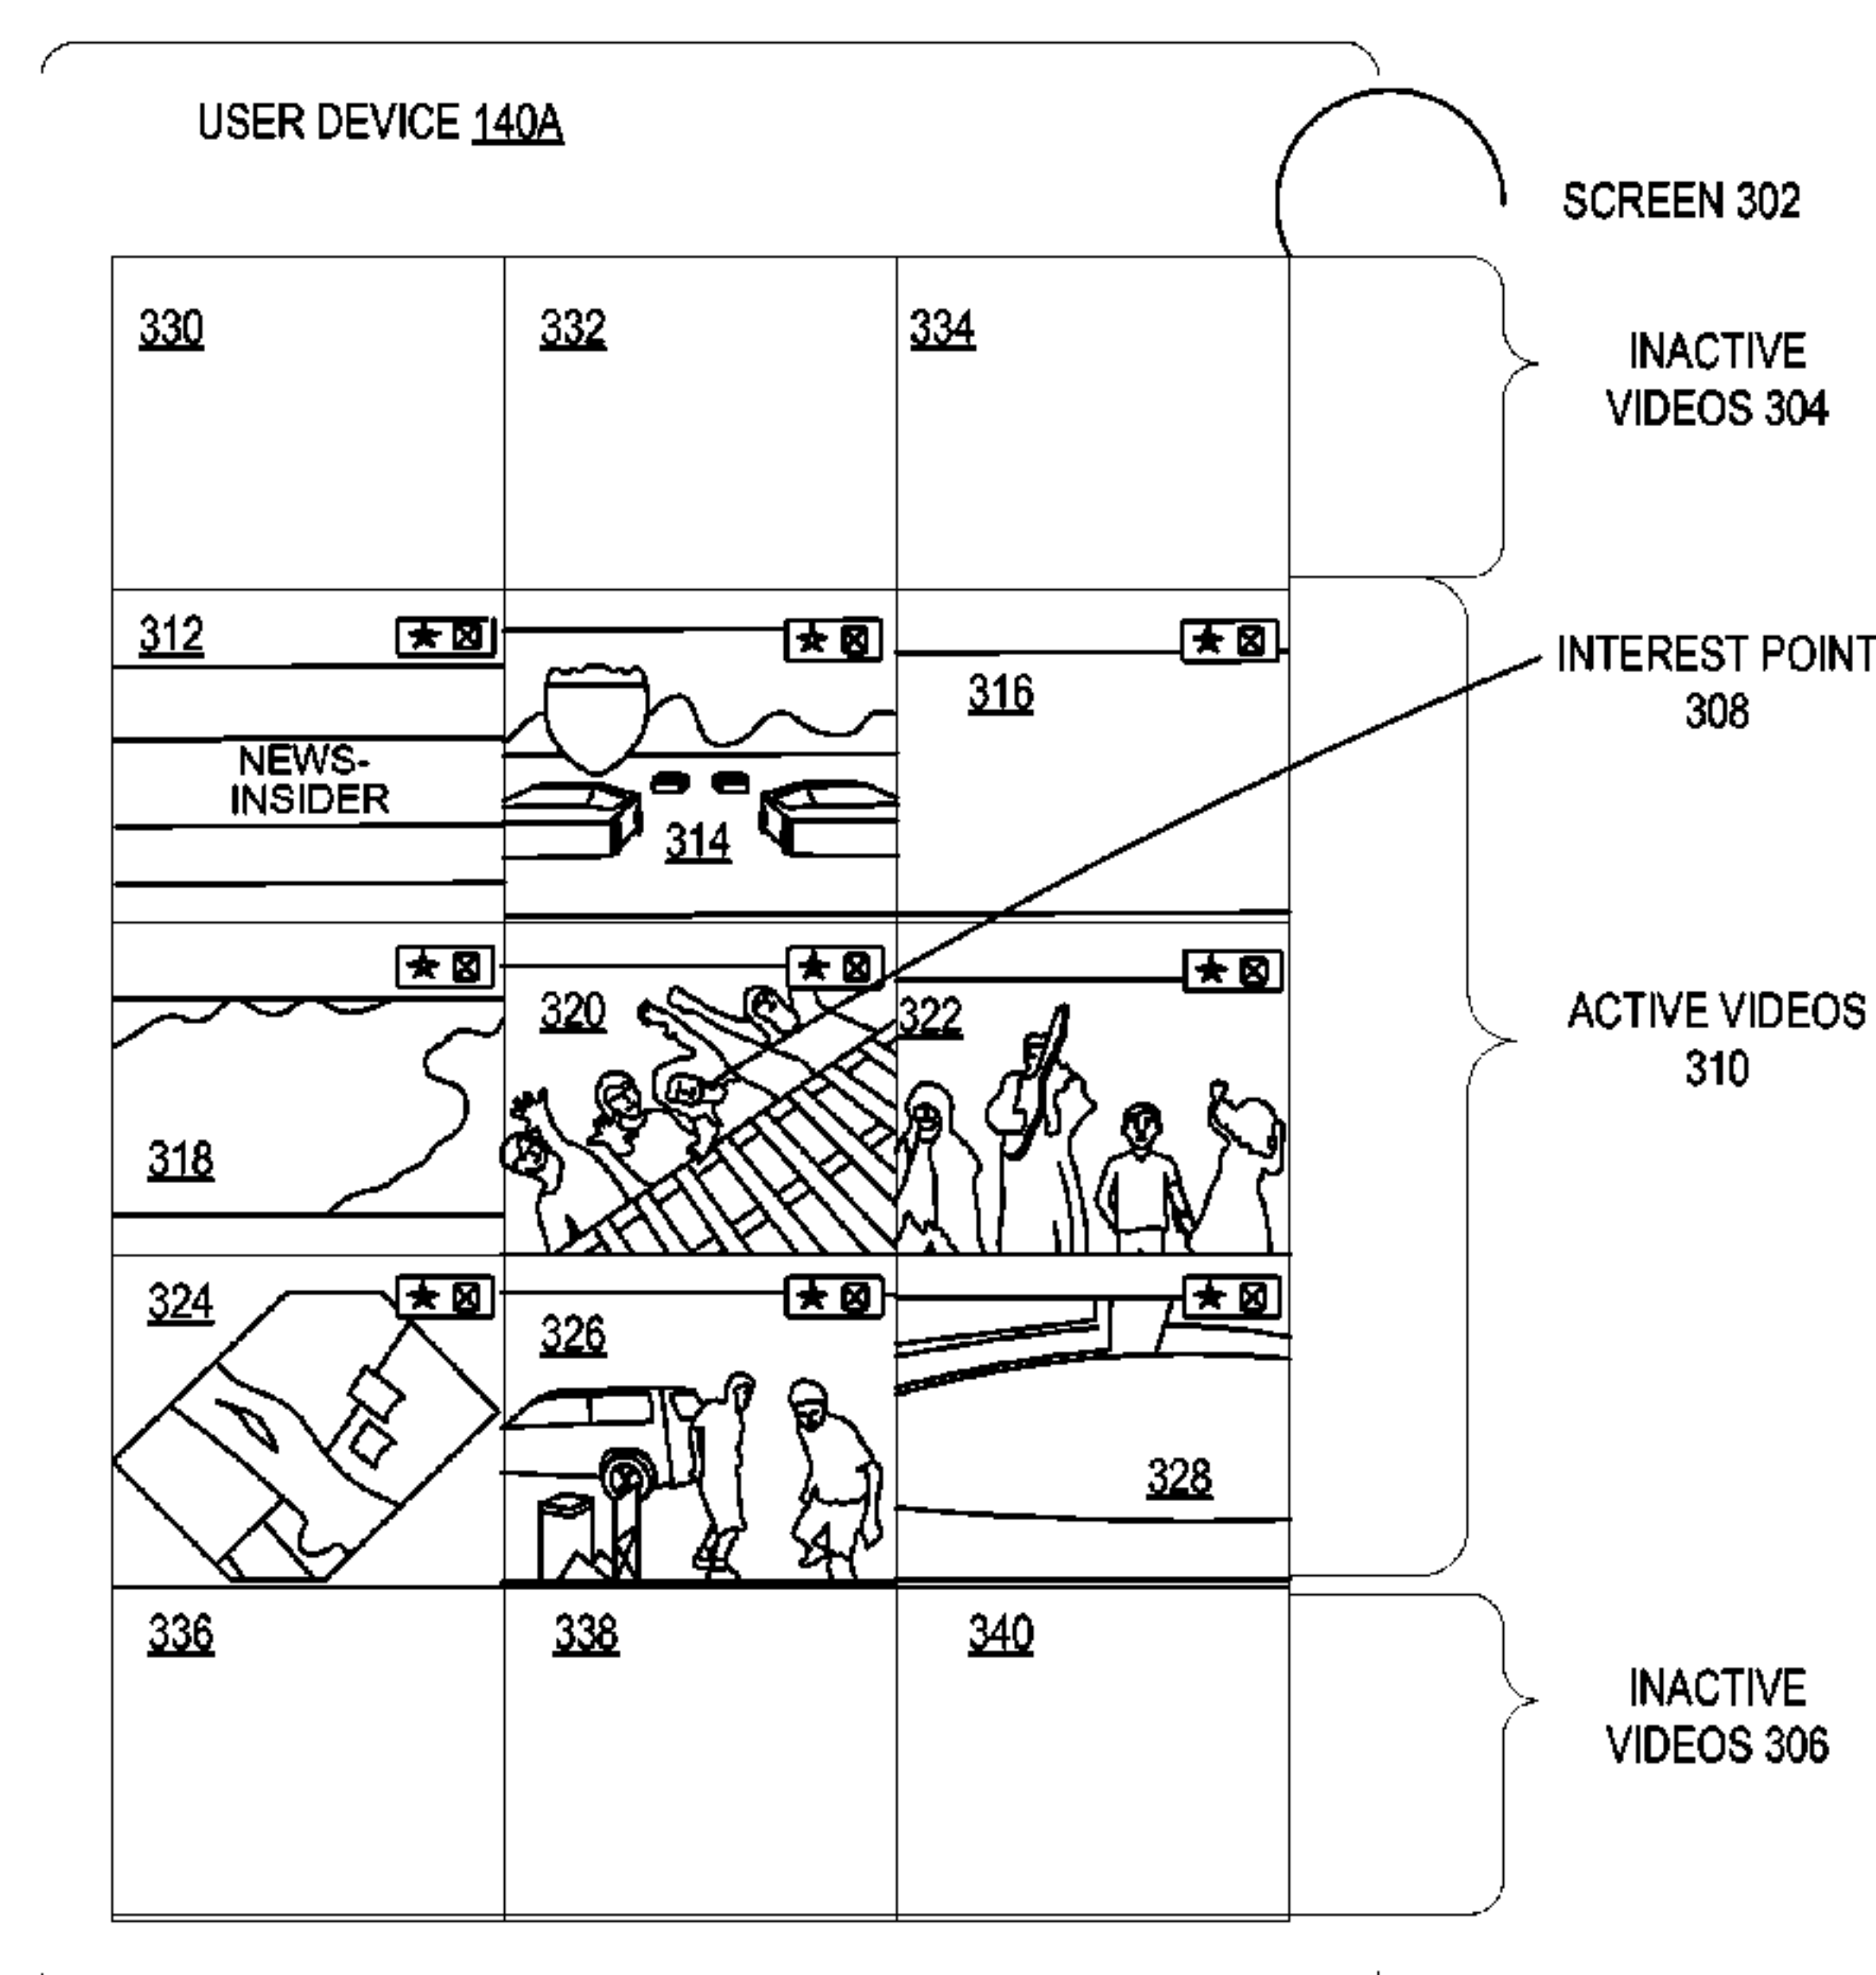 USER DEVICE 140A
SCREEN 302
330
332
334
INACTIVE
VIDEOS 304
312
316
INTEREST POINT
308
NEWS-
INSIDER
314
320
322
ACTIVE VIDEOS
310
318
324
326
328
336
338
340
INACTIVE
VIDEOS 306